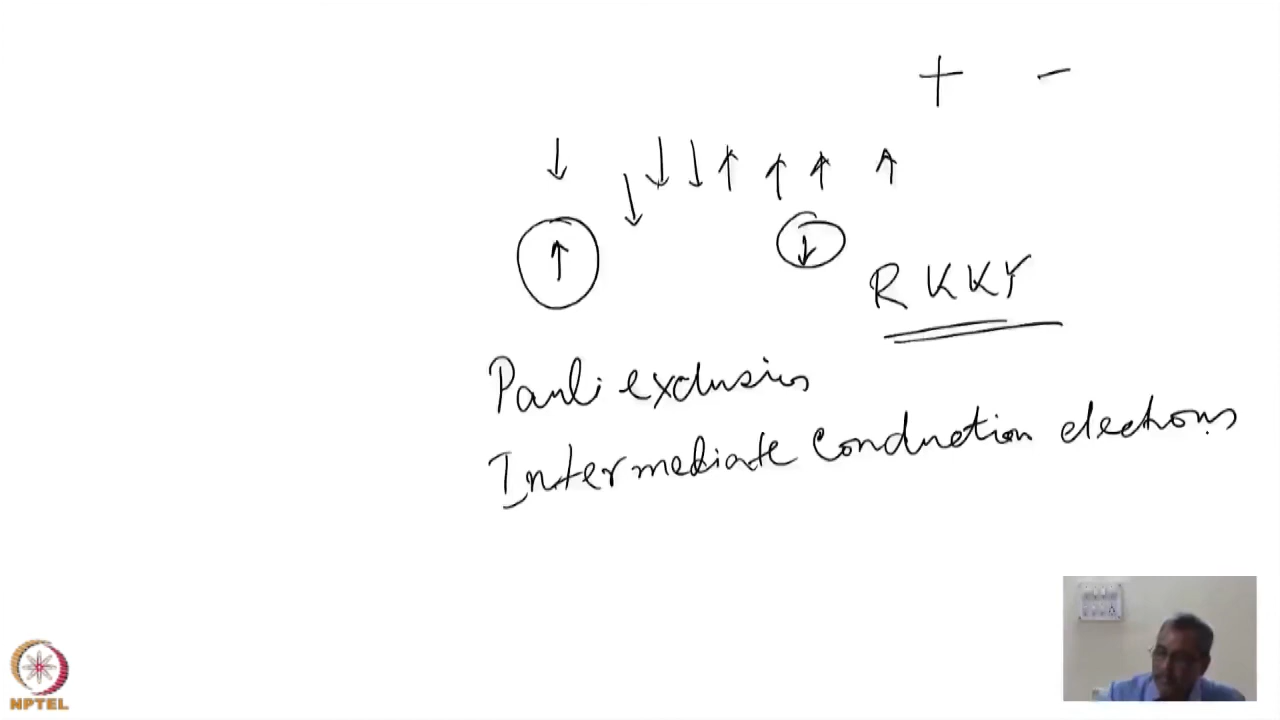 + -
↓ ↓ ↓ ↓ ↑ ↑ ↑ ↑
↑ ↓
RKKY
Pauli exclusion
Intermediate conduction electrons
NPTEL